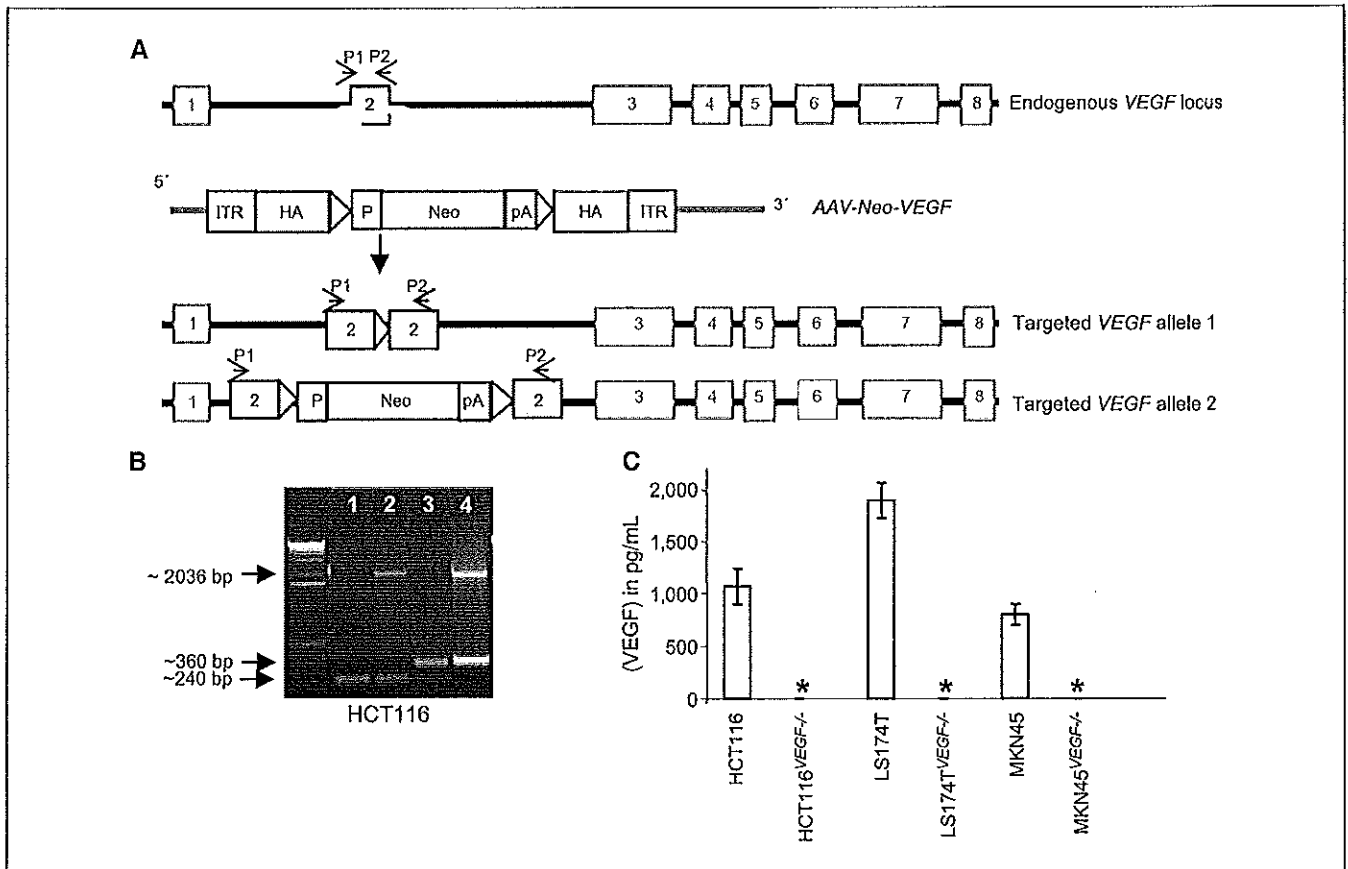 A
P1 P2
1 2 3 4 5 6 7 8 Endogenous VEGF locus
5´ ITR HA P Neo pA HA ITR 3´ AAV-Neo-VEGF
P1 P2
1 2 2 3 4 5 6 7 8 Targeted VEGF allele 1
P1 P2
1 2 P Neo pA 2 3 4 5 6 7 8 Targeted VEGF allele 2
B
1 2 3 4
~ 2036 bp
~360 bp
~240 bp
HCT116
C
(VEGF) in pg/mL
2,000
1,500
1,000
500
0
* * *
HCT116
HCT116VEGF-/-
LS174T
LS174TVEGF-/-
MKN45
MKN45VEGF-/-